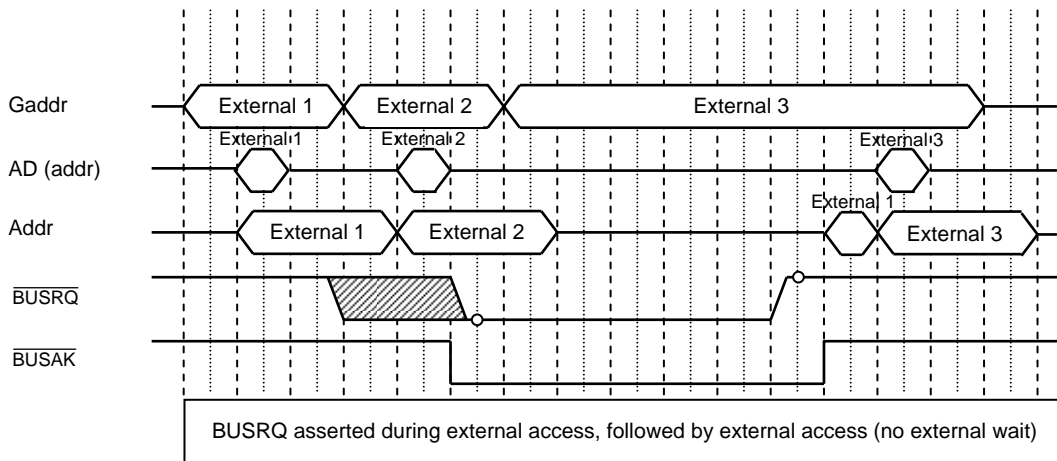 Gaddr External 1 External 2 External 3
External 1 External 2 External 3
AD (addr)
External 1
Addr External 1 External 2 External 3
BUSRQ
BUSAK
BUSRQ asserted during external access, followed by external access (no external wait)